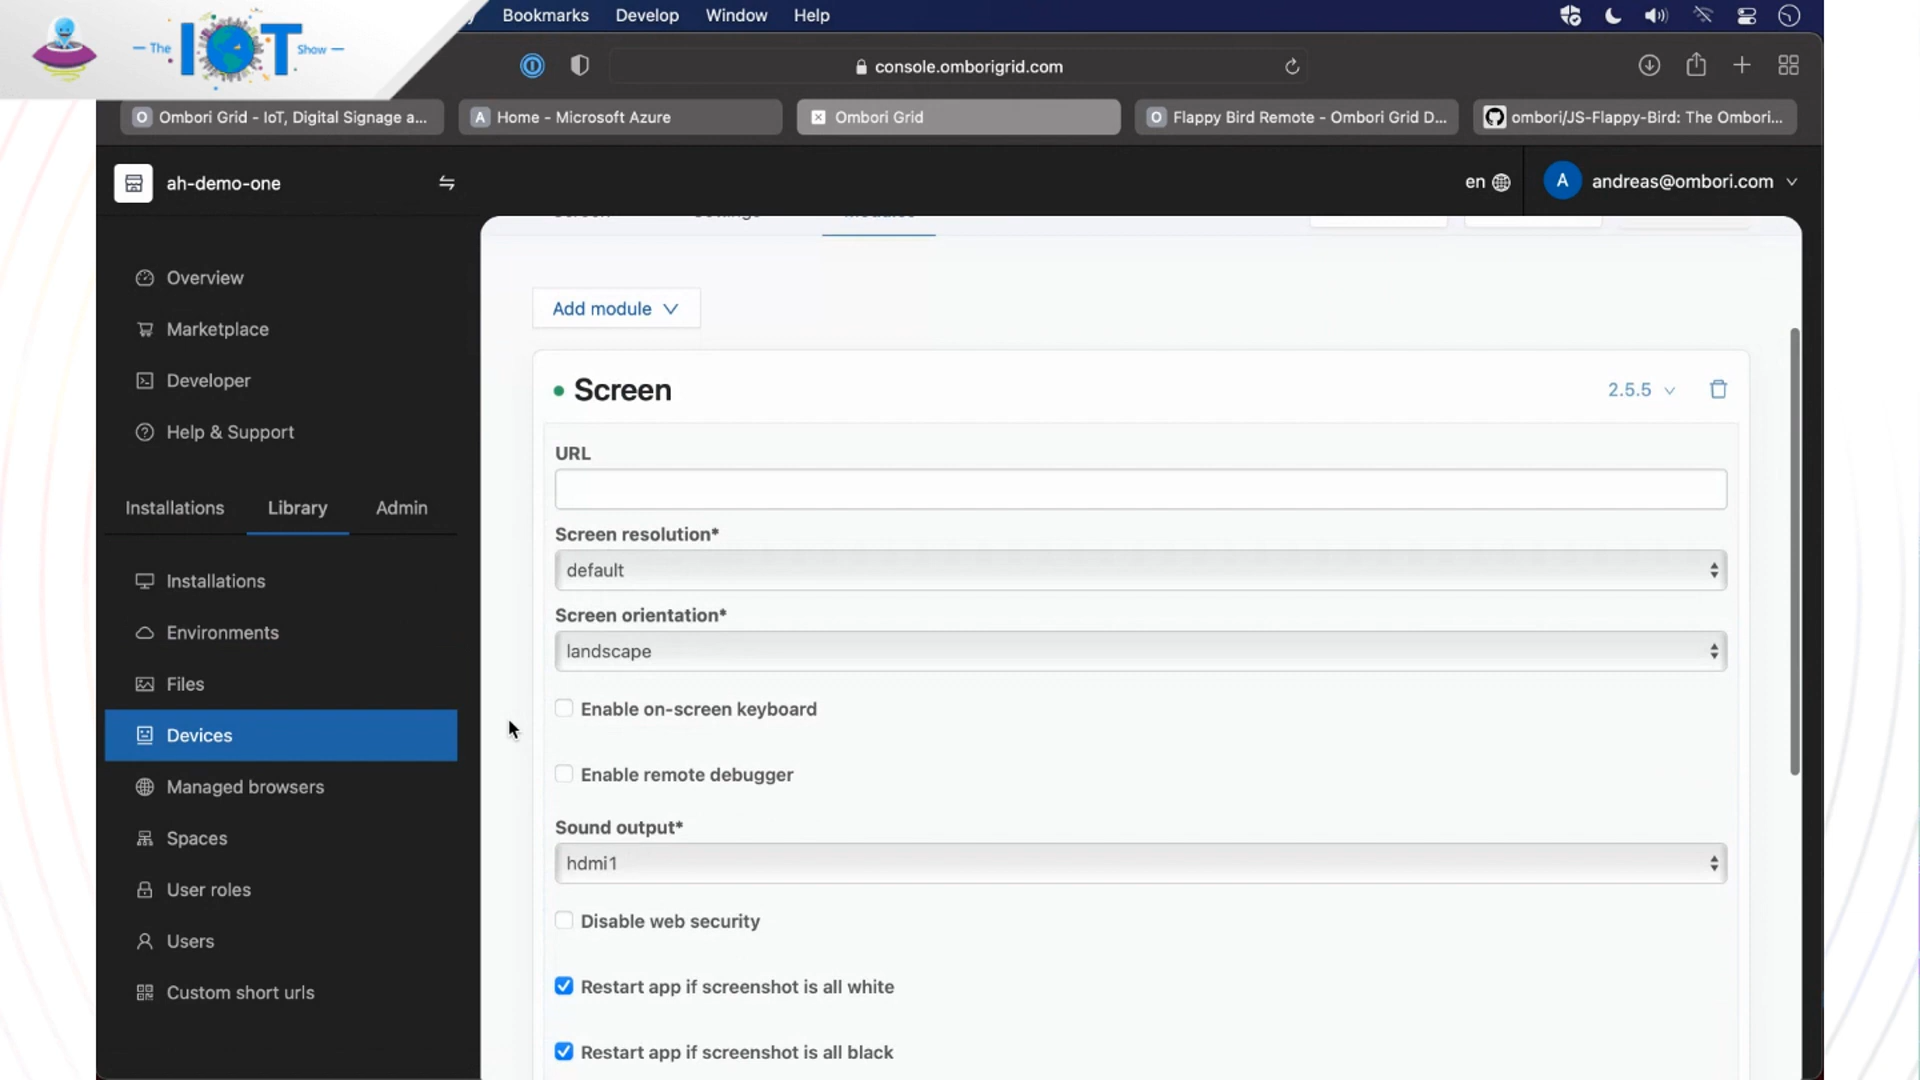 The IoT Show
Bookmarks Develop Window Help
console.omborigrid.com
Ombori Grid - IoT, Digital Signage a...
A Home - Microsoft Azure
Ombori Grid
Flappy Bird Remote - Ombori Grid D...
ombori/JS-Flappy-Bird: The Ombori...
ah-demo-one
en
A andreas@ombori.com
Overview
Marketplace
Developer
Help & Support
Installations Library Admin
Installations
Environments
Files
Devices
Managed browsers
Spaces
User roles
Users
Custom short urls
Add module
Screen
2.5.5
URL
Screen resolution*
default
Screen orientation*
landscape
Enable on-screen keyboard
Enable remote debugger
Sound output*
hdmi1
Disable web security
Restart app if screenshot is all white
Restart app if screenshot is all black